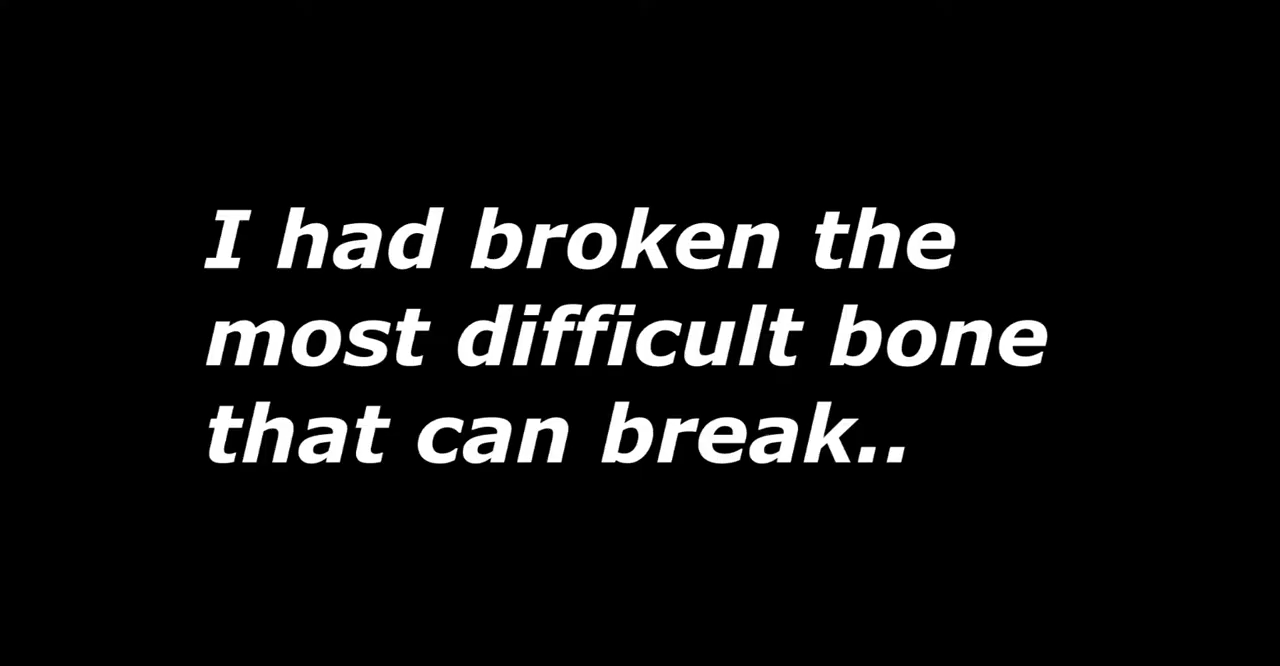 I had broken the
most difficult bone
that can break..